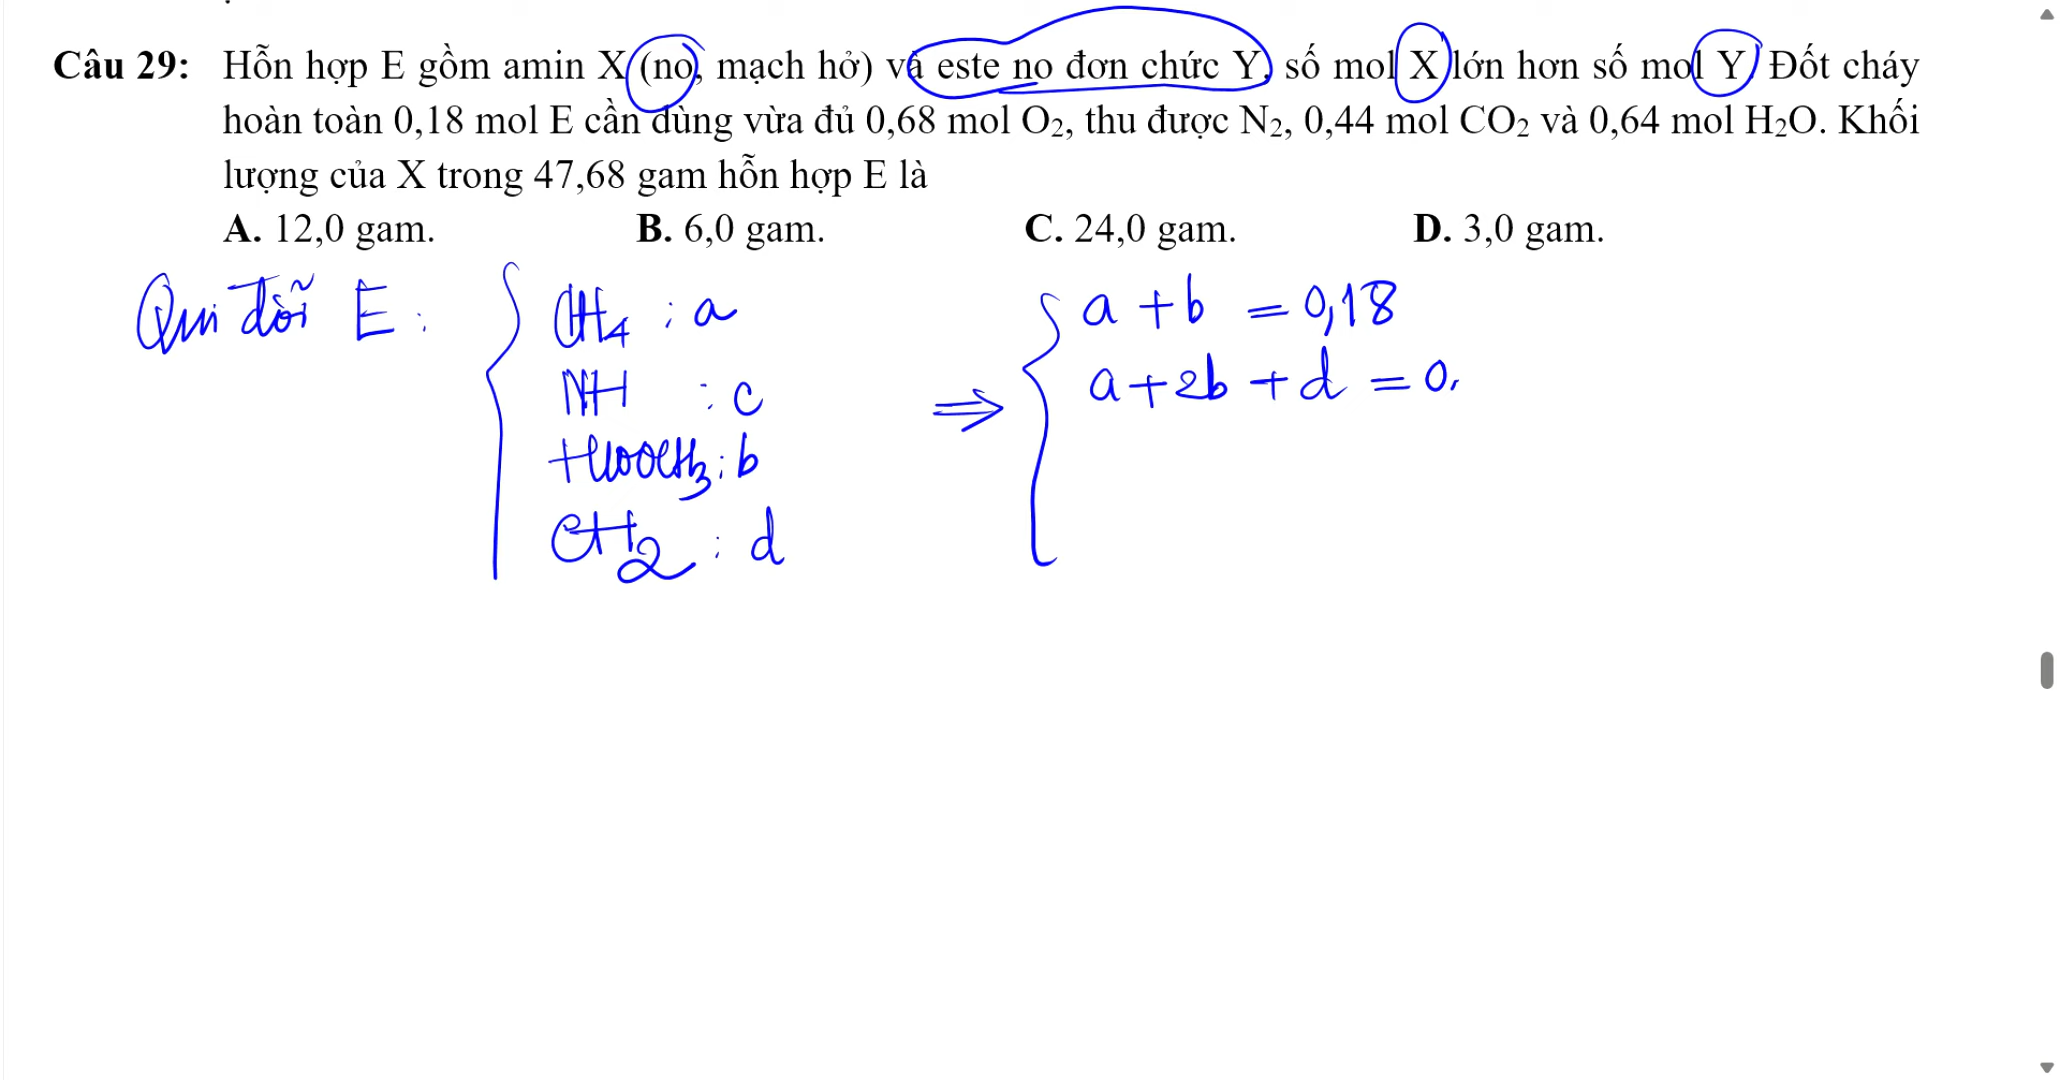 Câu 29: Hỗn hợp E gồm amin X (no, mạch hở) và este no đơn chức Y, số mol X lớn hơn số mol Y. Đốt cháy
hoàn toàn 0,18 mol E cần dùng vừa đủ 0,68 mol O₂, thu được N₂, 0,44 mol CO₂ và 0,64 mol H₂O. Khối
lượng của X trong 47,68 gam hỗn hợp E là
A. 12,0 gam. B. 6,0 gam. C. 24,0 gam. D. 3,0 gam.
Qui đổi E :
CH₄ : a
NH : c
HCOOCH₃ : b
CH₂ : d
⇒
a + b = 0,18
a + 2b + d = 0,